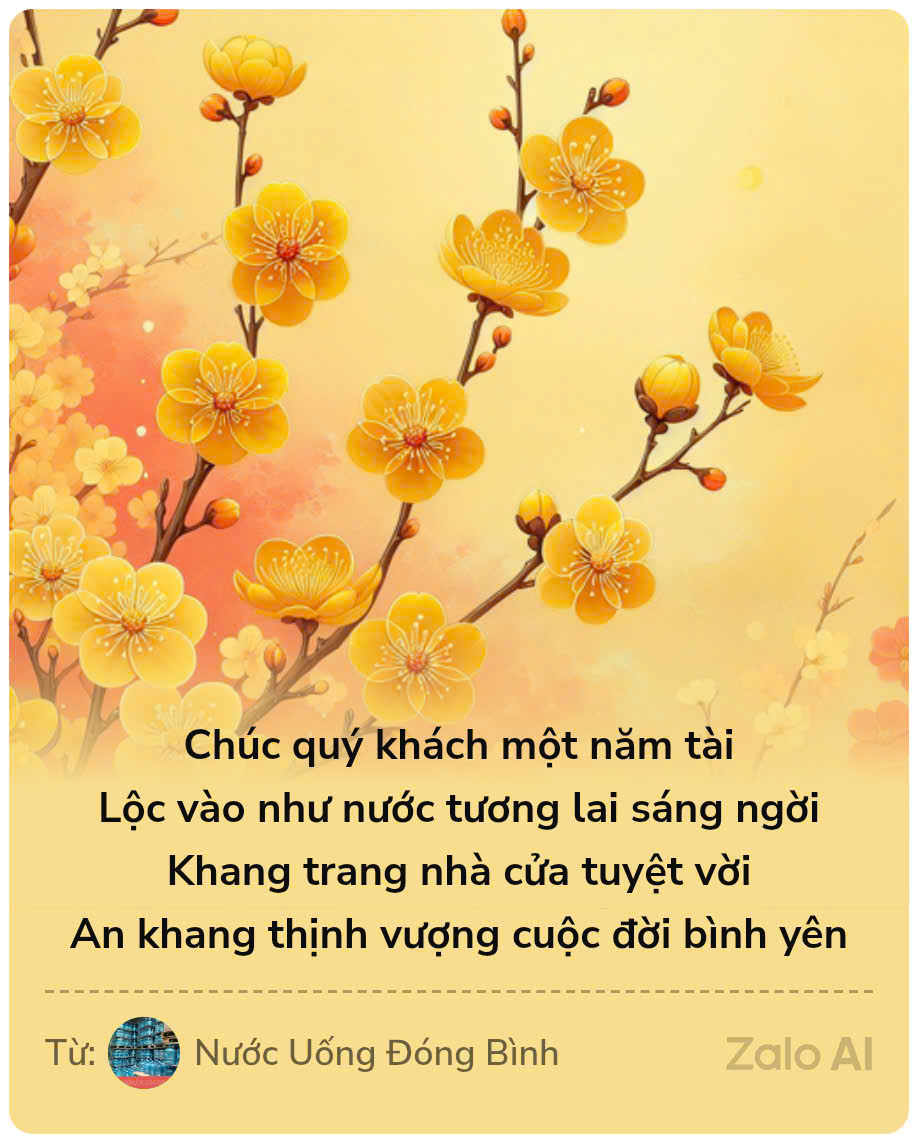 Chúc quý khách một năm tài
Lộc vào như nước tương lai sáng ngời
Khang trang nhà cửa tuyệt vời
An khang thịnh vượng cuộc đời bình yên
Từ: Nước Uống Đóng Bình
Zalo AI